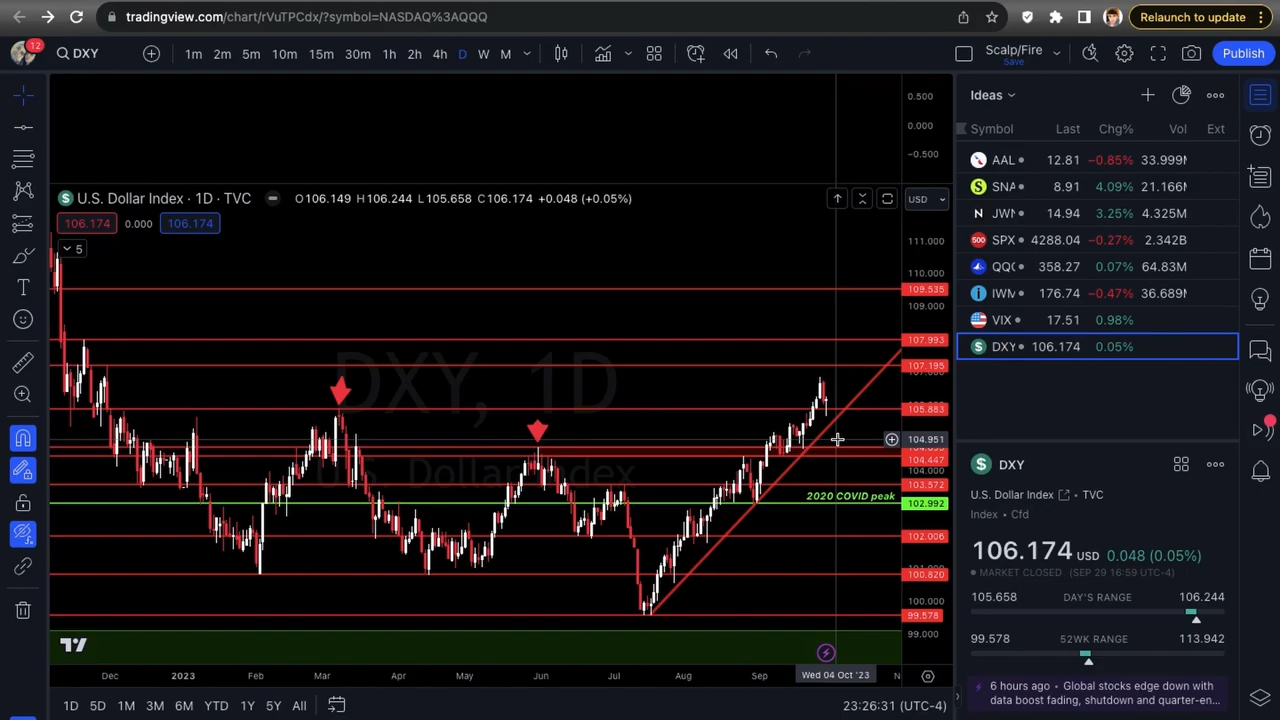 tradingview.com/chart/rVuTPCdx/?symbol=NASDAQ%3AQQQ
Relaunch to update
12
DXY
1m 2m 5m 10m 15m 30m 1h 2h 4h D W M
Scalp/Fire
Save
Publish
0.500
0.000
−0.500
U.S. Dollar Index · 1D · TVC
O106.149 H106.244 L105.658 C106.174 +0.048 (+0.05%)
USD
106.174 0.000 106.174
5
111.000
110.000
109.535
109.000
107.993
107.195
105.883
104.951
104.447
104.000
103.572
2020 COVID peak
102.992
102.006
100.820
100.000
99.578
99.000
DXY, 1D
U.S. Dollar Index
Dec 2023 Feb Mar Apr May Jun Jul Aug Sep Wed 04 Oct '23 N
1D 5D 1M 3M 6M YTD 1Y 5Y All
23:26:31 (UTC-4)
Ideas
Symbol Last Chg% Vol Ext
AAL 12.81 −0.85% 33.999M
SNA 8.91 4.09% 21.166M
JWN 14.94 3.25% 4.325M
500 SPX 4288.04 −0.27% 2.342B
QQQ 358.27 0.07% 64.83M
IWM 176.74 −0.47% 36.689M
VIX 17.51 0.98%
DXY 106.174 0.05%
DXY
U.S. Dollar Index · TVC
Index · Cfd
106.174 USD 0.048 (0.05%)
MARKET CLOSED (SEP 29 16:59 UTC-4)
105.658 DAY'S RANGE 106.244
99.578 52WK RANGE 113.942
6 hours ago · Global stocks edge down with
data boost fading, shutdown and quarter-en...